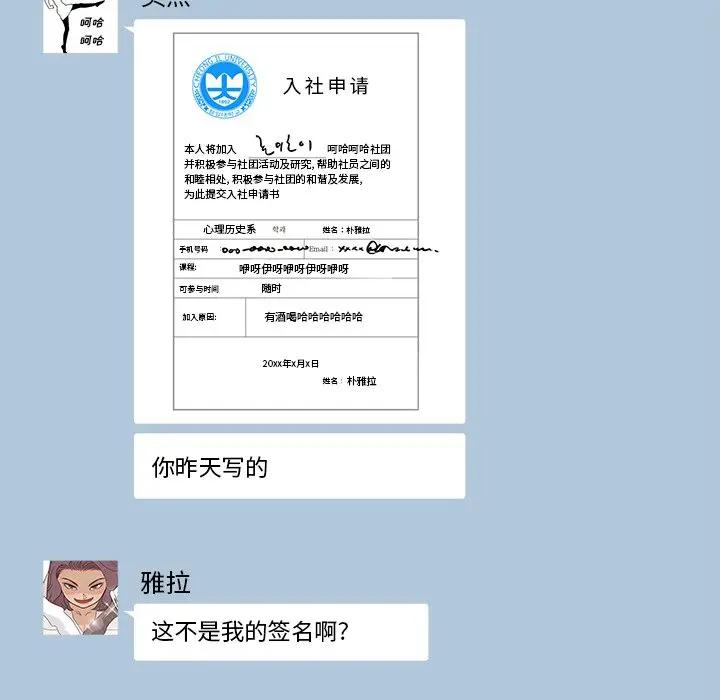 呵哈
呵哈
CHEONG IL UNIVERSITY
1992
入社申请
本人将加入 呵哈呵哈社团
并积极参与社团活动及研究,帮助社员之间的
和睦相处,积极参与社团的和谐及发展,
为此提交入社申请书
心理历史系 学科 姓名：朴雅拉
手机号码 : Email :
课程: 咿呀伊呀咿呀伊呀咿呀
可参与时间 随时
加入原因: 有酒喝哈哈哈哈哈哈
20xx年x月x日
姓名： 朴雅拉
你昨天写的
雅拉
这不是我的签名啊?